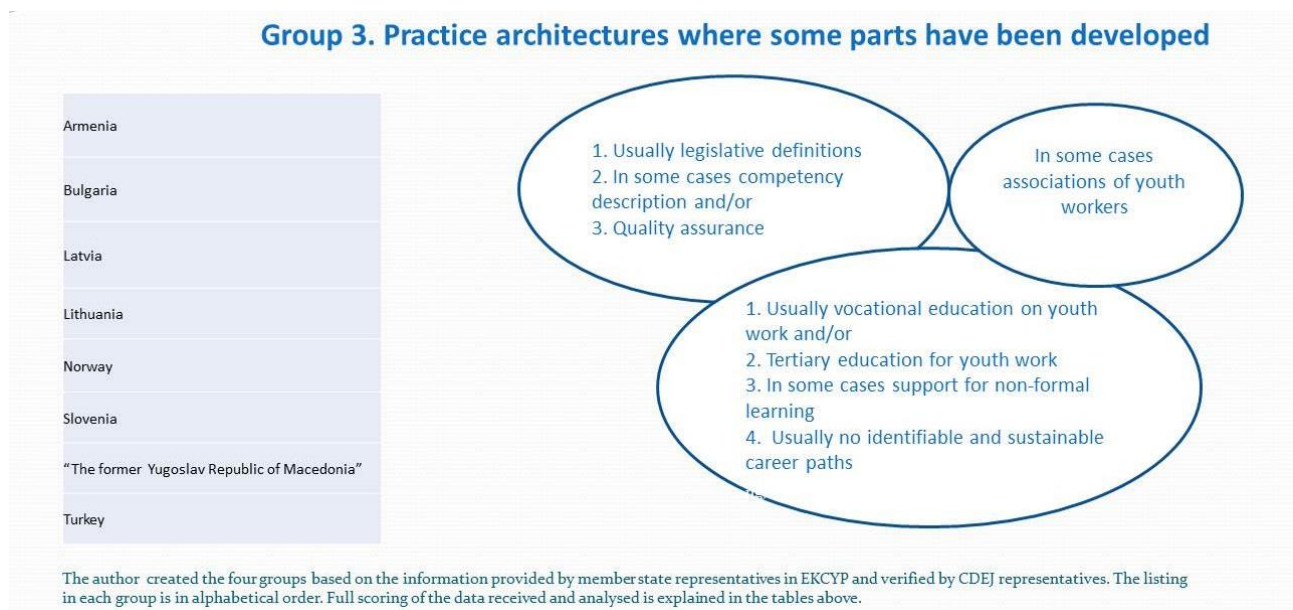 Group 3. Practice architectures where some parts have been developed
Armenia
Bulgaria
Latvia
Lithuania
Norway
Slovenia
“The former Yugoslav Republic of Macedonia”
Turkey
1. Usually legislative definitions
2. In some cases competency
description and/or
3. Quality assurance
In some cases
associations of youth
workers
1. Usually vocational education on youth
work and/or
2. Tertiary education for youth work
3. In some cases support for non-formal
learning
4. Usually no identifiable and sustainable
career paths
The author created the four groups based on the information provided by member state representatives in EKCYP and verified by CDEJ representatives. The listing
in each group is in alphabetical order. Full scoring of the data received and analysed is explained in the tables above.